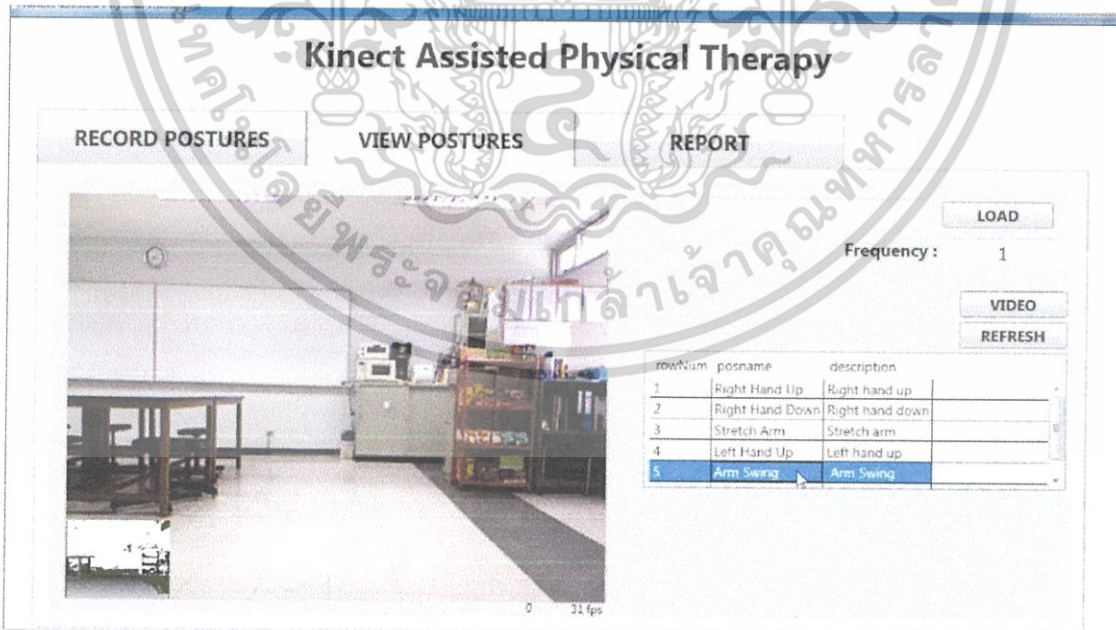 Kinect Assisted Physical Therapy
RECORD POSTURES
VIEW POSTURES
REPORT
LOAD
Frequency :
1
VIDEO
REFRESH
rowNum posname description
1 Right Hand Up Right hand up
2 Right Hand Down Right hand down
3 Stretch Arm Stretch arm
4 Left Hand Up Left hand up
5 Arm Swing Arm Swing
0 31 fps